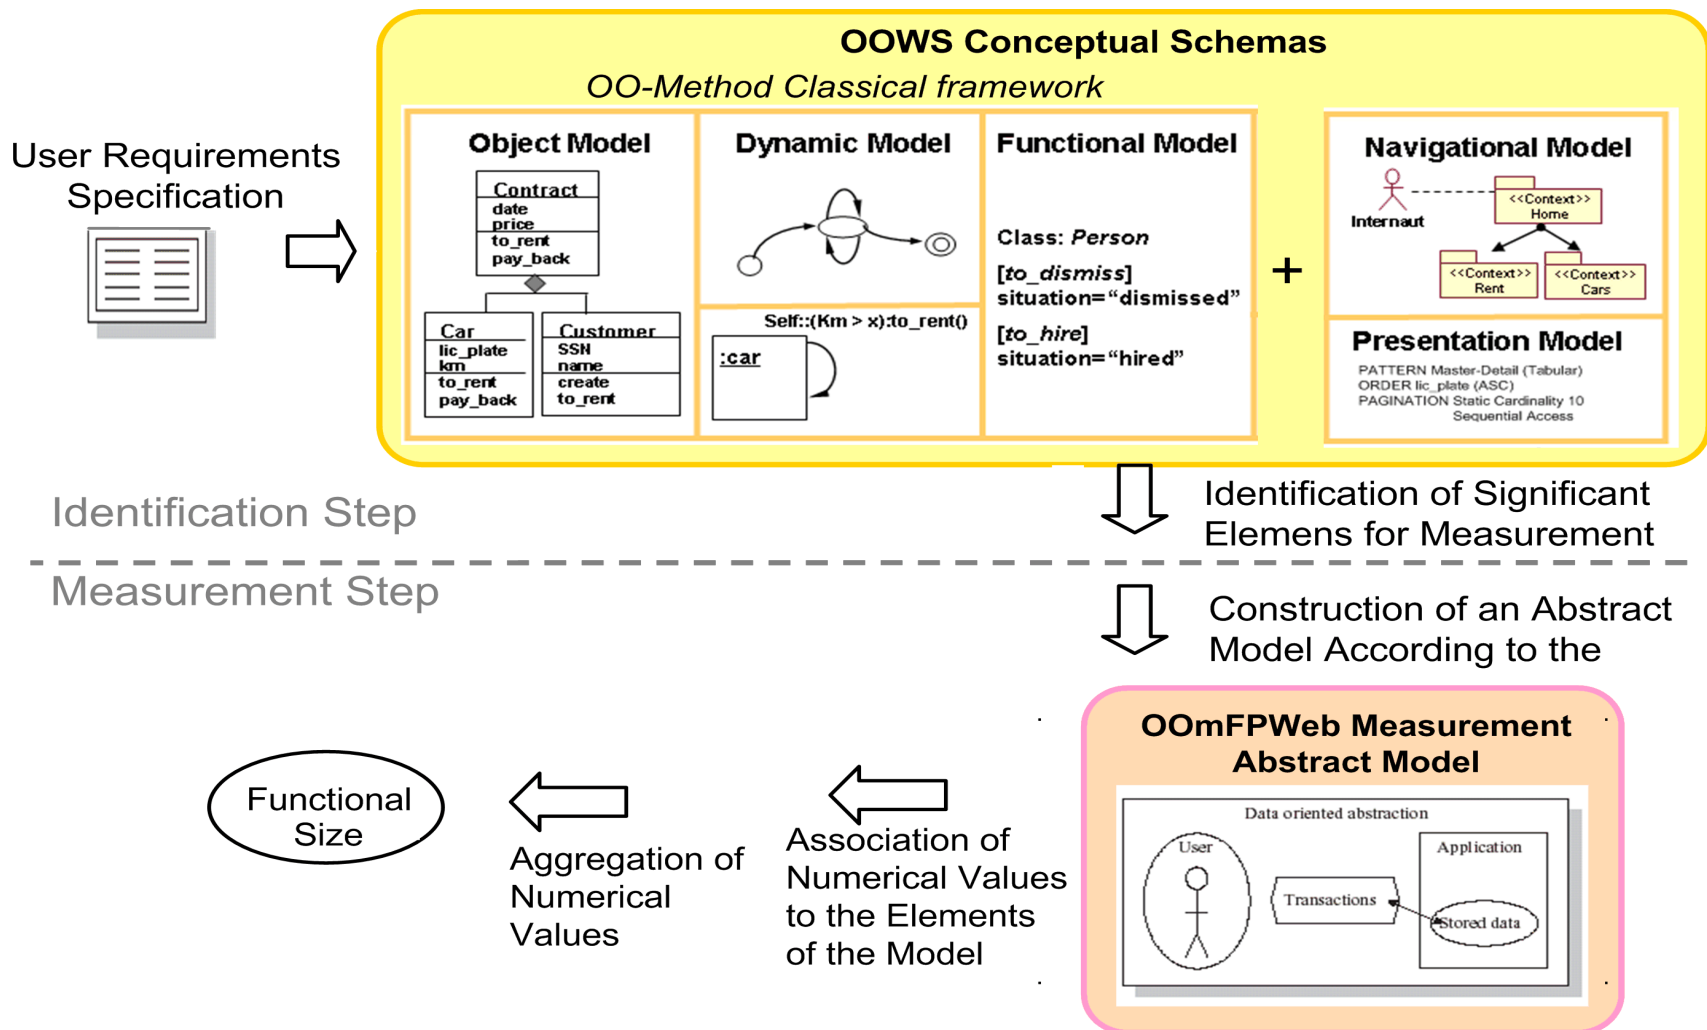 OOWS Conceptual Schemas
OO-Method Classical framework
User Requirements
Specification
Object Model
Contract
date
price
to_rent
pay_back
Car
lic_plate
km
to_rent
pay_back
Customer
SSN
name
create
to_rent
Dynamic Model
Self::(Km > x):to_rent()
:car
Functional Model
Class: Person
[to_dismiss]
situation=“dismissed”
[to_hire]
situation=“hired”
+
Navigational Model
Internaut
<<Context>>
Home
<<Context>>
Rent
<<Context>>
Cars
Presentation Model
PATTERN Master-Detail (Tabular)
ORDER lic_plate (ASC)
PAGINATION Static Cardinality 10
Sequential Access
Identification Step
Identification of Significant
Elemens for Measurement
Measurement Step
Construction of an Abstract
Model According to the
OOmFPWeb Measurement
Abstract Model
Data oriented abstraction
User
Transactions
Application
Stored data
Association of
Numerical Values
to the Elements
of the Model
Aggregation of
Numerical
Values
Functional
Size